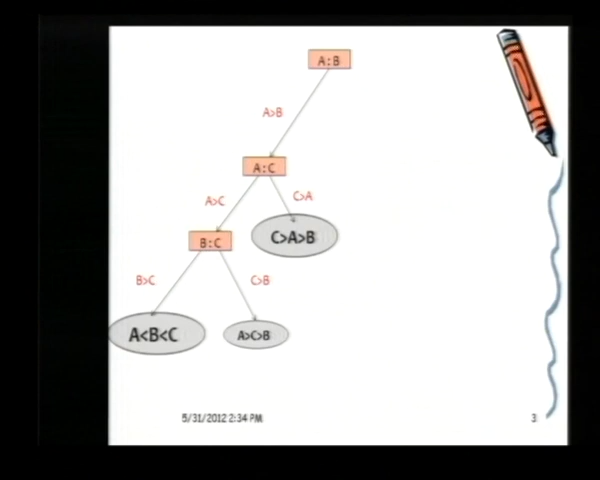 A:B
A>B
A:C
A>C
C>A
B:C
C>A>B
B>C
C>B
A<B<C
A>C>B
5/31/2012 2:34 PM
3